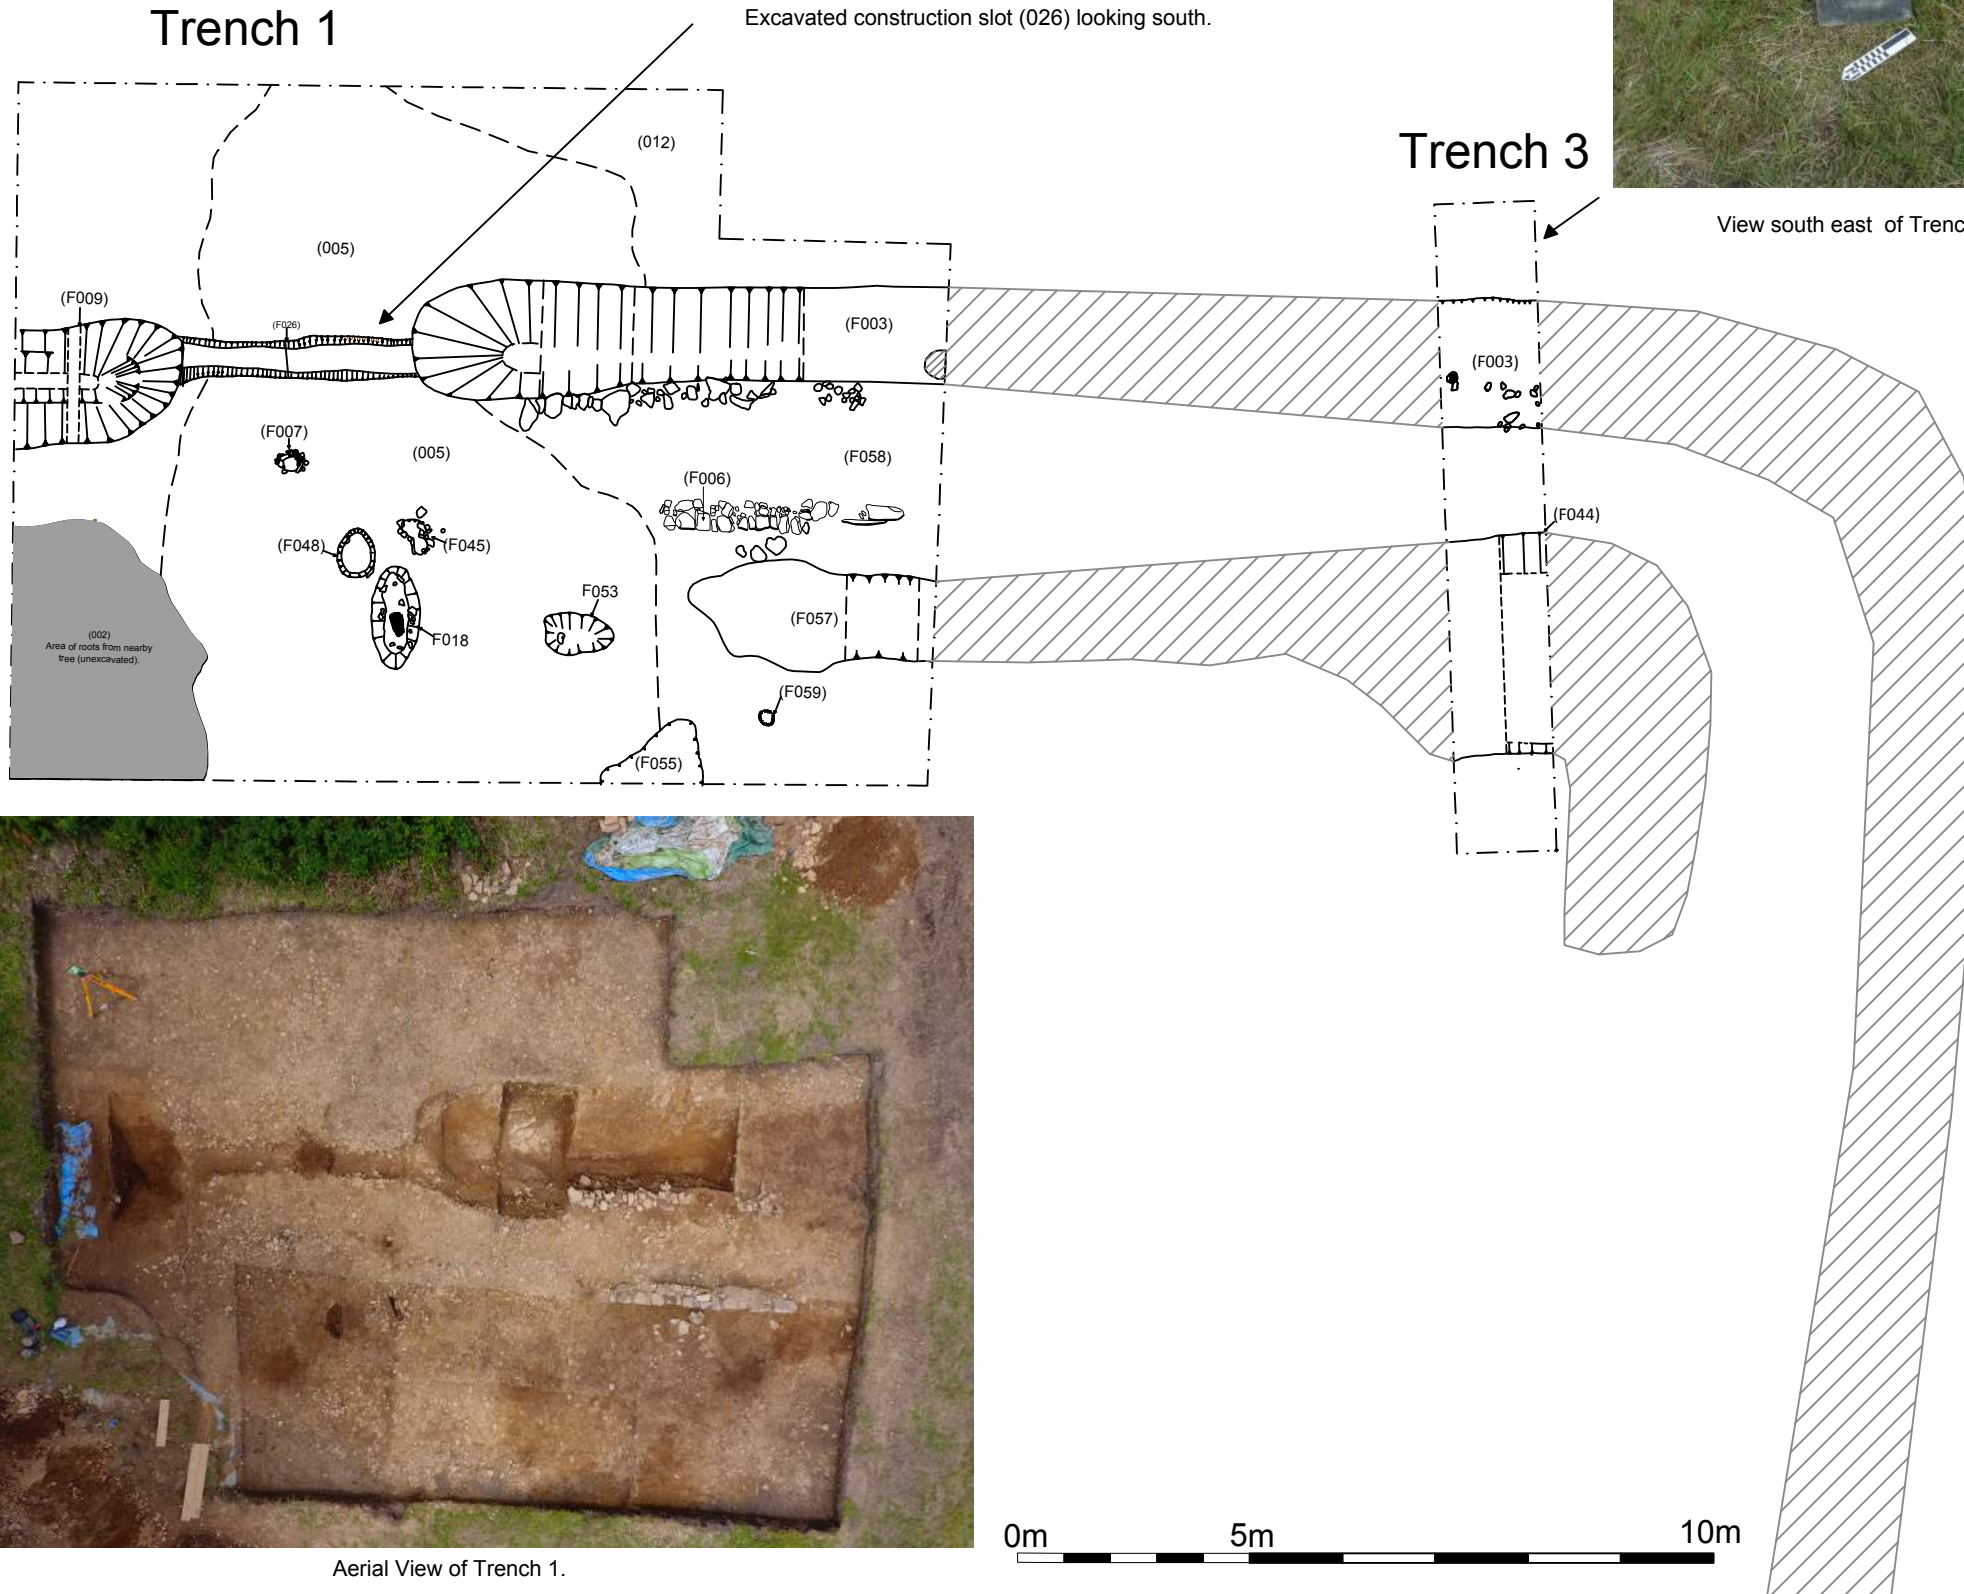 Trench 1
Excavated construction slot (026) looking south.
(012)
Trench 3
View south east of Trenc
(005)
(F009)
(F026)
(F003)
(F003)
(F007)
(005)
(F058)
(F006)
(F044)
(F048)
(F045)
F053
(F057)
F018
(002)
Area of roots from nearby
tree (unexcavated).
(F059)
(F055)
0m
5m
10m
Aerial View of Trench 1.